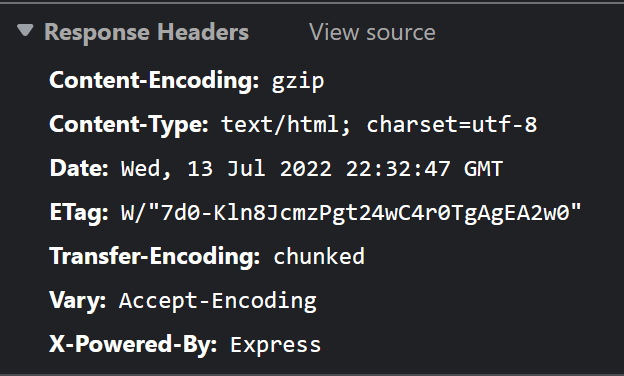 Response Headers View source
Content-Encoding: gzip
Content-Type: text/html; charset=utf-8
Date: Wed, 13 Jul 2022 22:32:47 GMT
ETag: W/"7d0-Kln8JcmzPgt24wC4r0TgAgEA2w0"
Transfer-Encoding: chunked
Vary: Accept-Encoding
X-Powered-By: Express